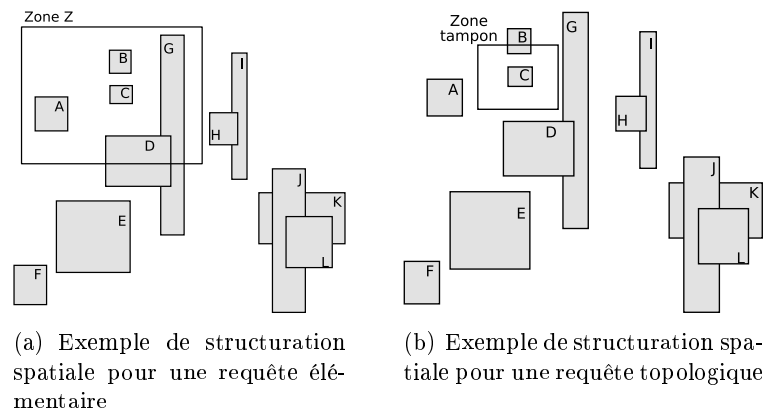 Zone Z
G
B
I
C
A
H
D
J
K
E
L
F
Zone
tampon
G
B
I
C
A
H
D
J
K
E
L
F
(a) Exemple de structuration
spatiale pour une requête élé-
mentaire
(b) Exemple de structuration spa-
tiale pour une requête topologique